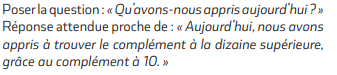 Poser la question : « Qu'avons-nous appris aujourd'hui ? »
Réponse attendue proche de : « Aujourd'hui, nous avons
appris à trouver le complément à la dizaine supérieure,
grâce au complément à 10. »